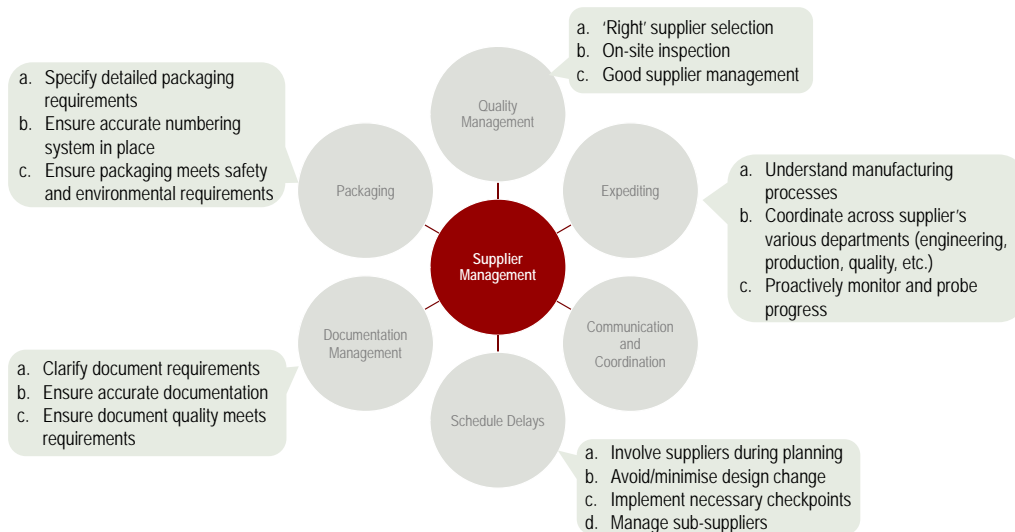 a. 'Right' supplier selection
b. On-site inspection
c. Good supplier management
a. Specify detailed packaging
requirements
b. Ensure accurate numbering
system in place
c. Ensure packaging meets safety
and environmental requirements
Quality
Management
Packaging
Expediting
a. Understand manufacturing
processes
b. Coordinate across supplier's
various departments (engineering,
production, quality, etc.)
c. Proactively monitor and probe
progress
Supplier
Management
Documentation
Management
Communication
and
Coordination
a. Clarify document requirements
b. Ensure accurate documentation
c. Ensure document quality meets
requirements
Schedule Delays
a. Involve suppliers during planning
b. Avoid/minimise design change
c. Implement necessary checkpoints
d. Manage sub-suppliers